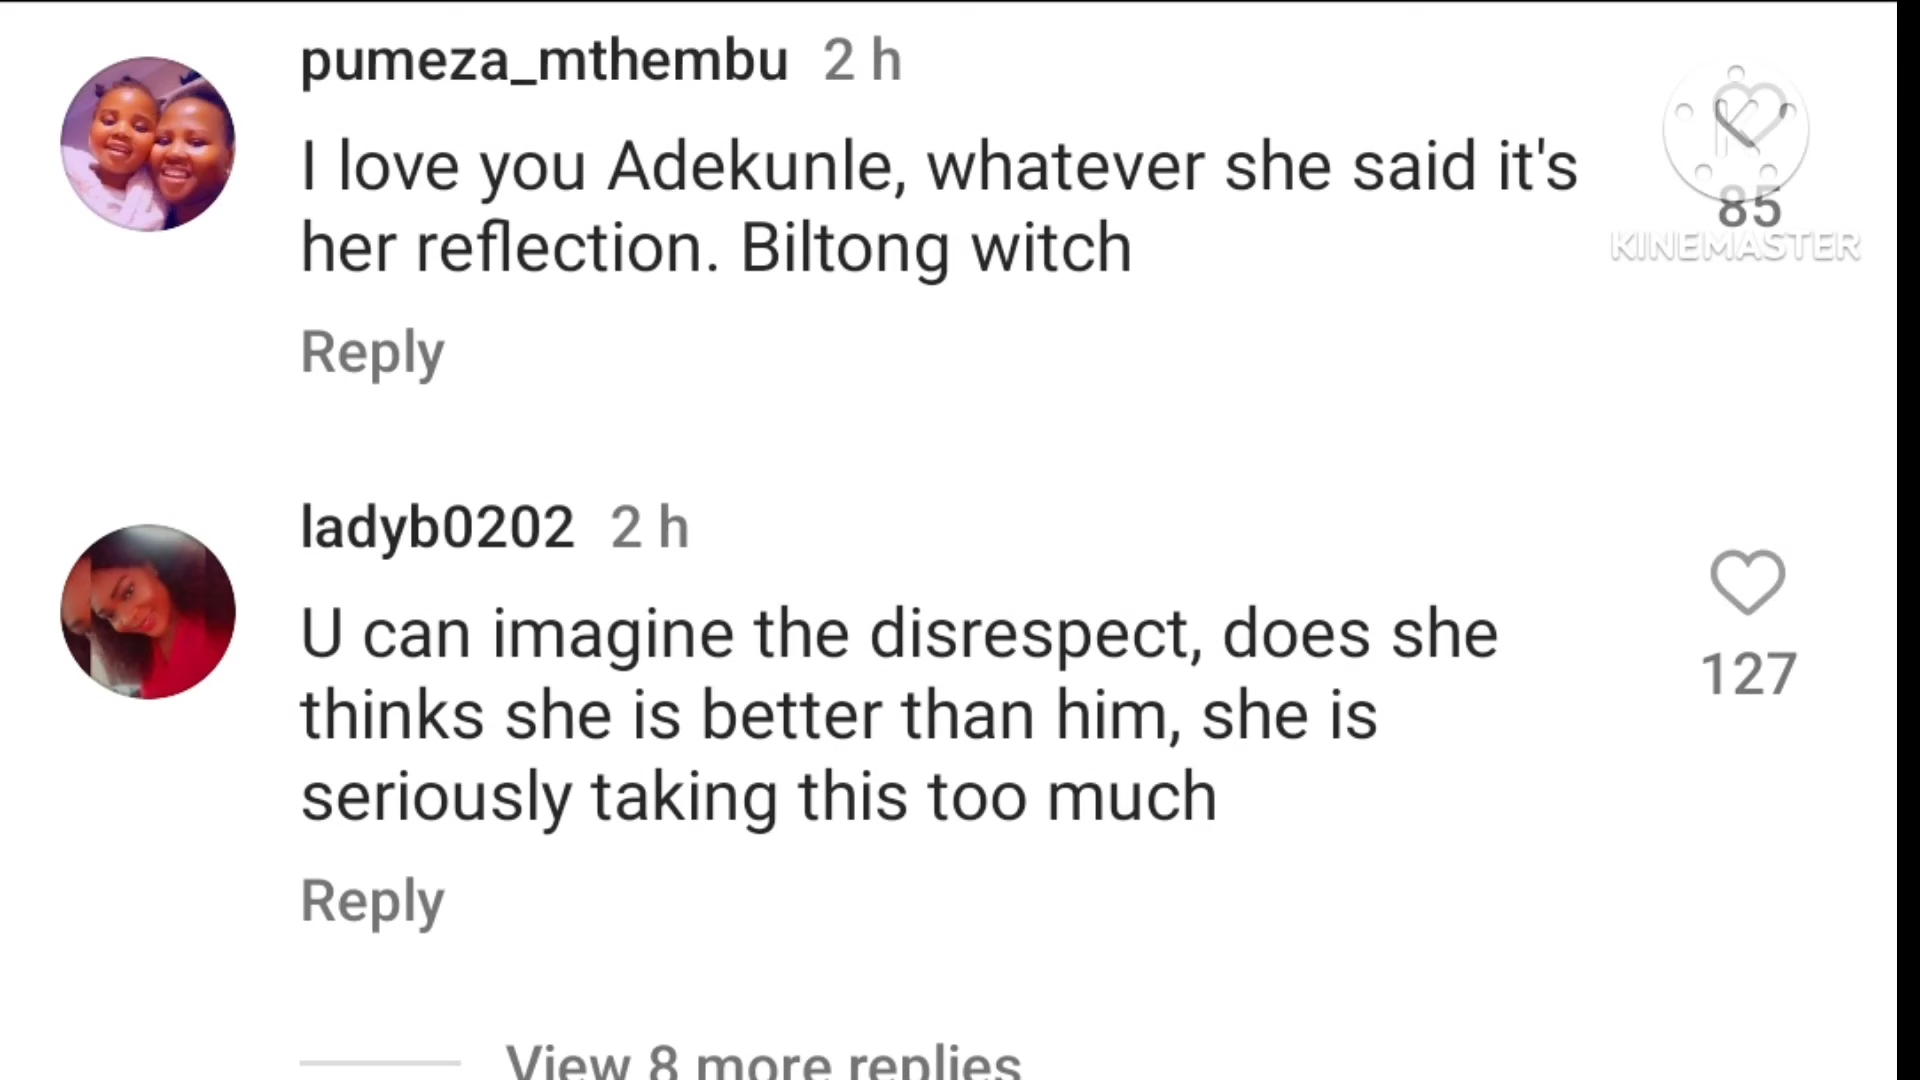 pumeza_mthembu 2 h
I love you Adekunle, whatever she said it's
her reflection. Biltong witch
85
KINEMASTER
Reply
ladyb0202 2 h
U can imagine the disrespect, does she
thinks she is better than him, she is
seriously taking this too much
127
Reply
View 8 more replies